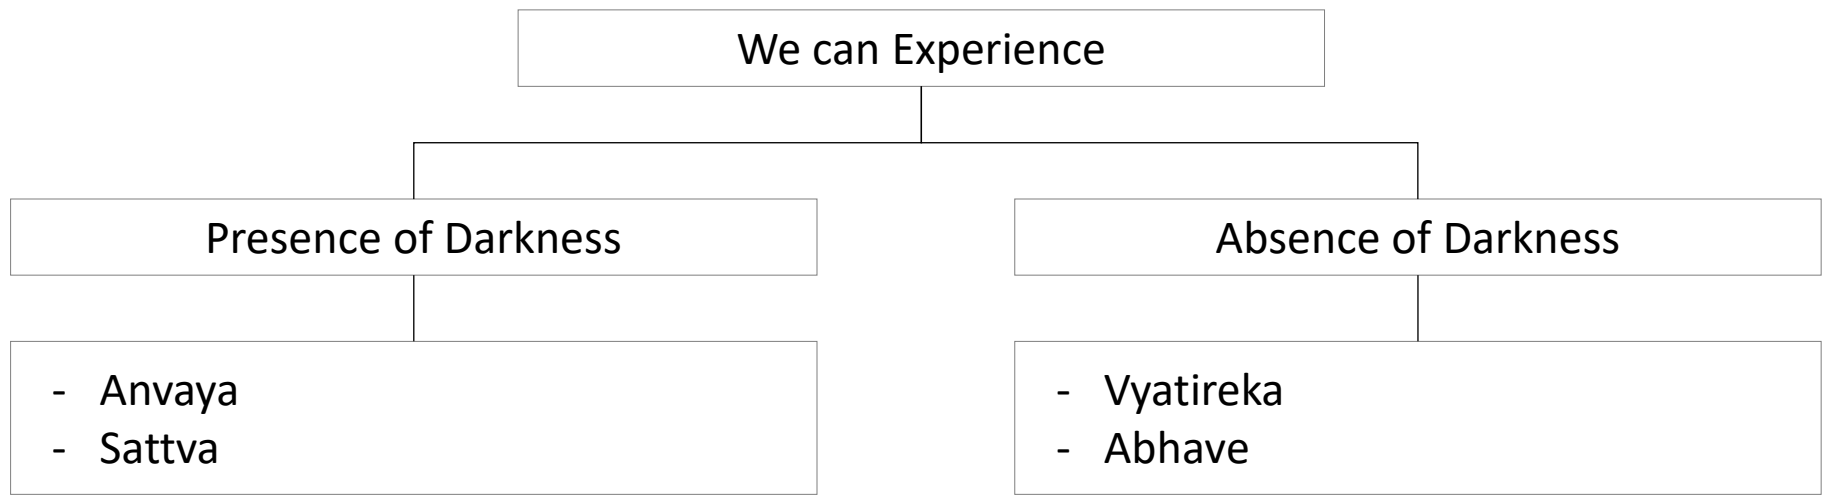 We can Experience
Presence of Darkness
Absence of Darkness
- Anvaya
- Sattva
- Vyatireka
- Abhave